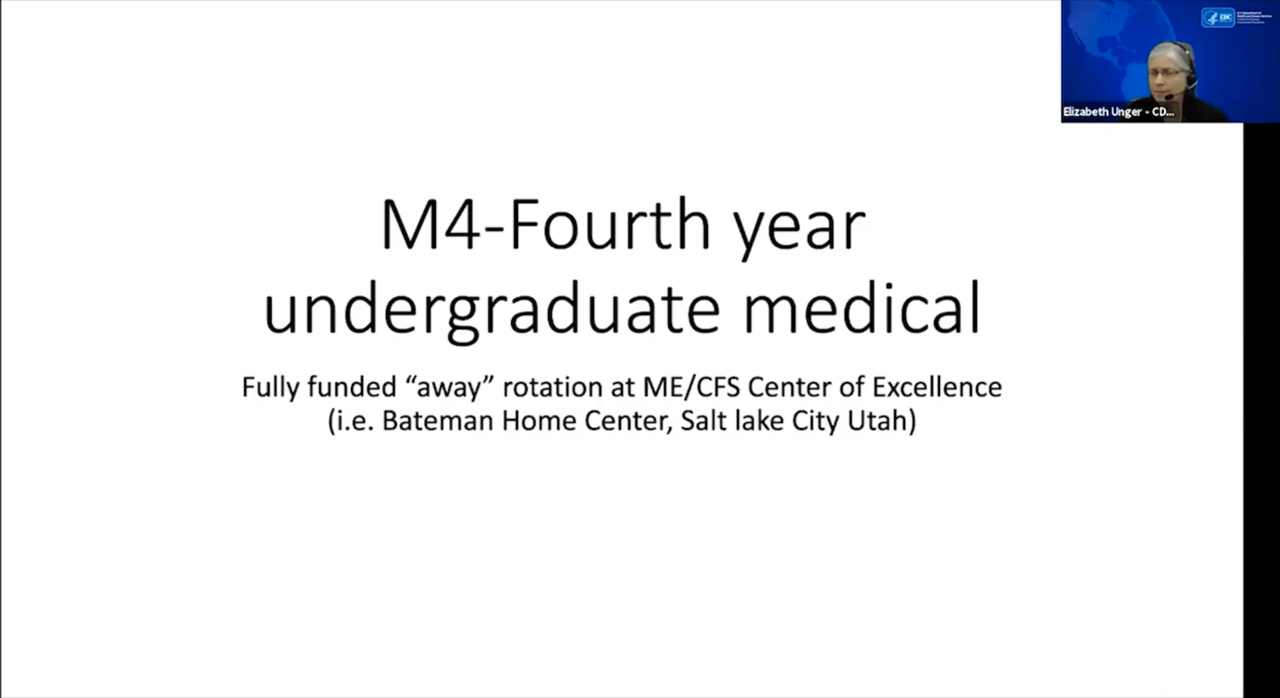 M4-Fourth year
undergraduate medical
Fully funded “away” rotation at ME/CFS Center of Excellence
(i.e. Bateman Home Center, Salt lake City Utah)
CDC
Elizabeth Unger - CD...